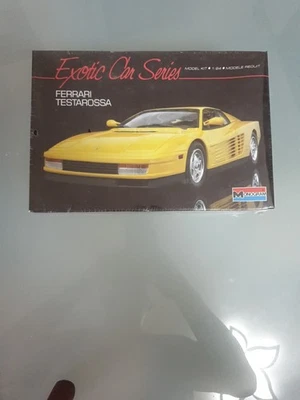 Exotic Car Series
MODEL KIT • 1:24 • MODELE REDUIT
FERRARI
TESTAROSSA
MONOGRAM